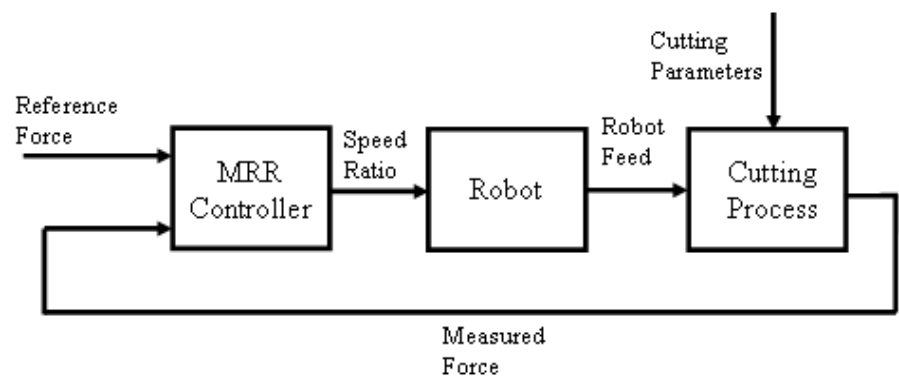 Cutting
Parameters
Reference
Force
Speed
Ratio
Robot
Feed
MRR
Controller
Robot
Cutting
Process
Measured
Force